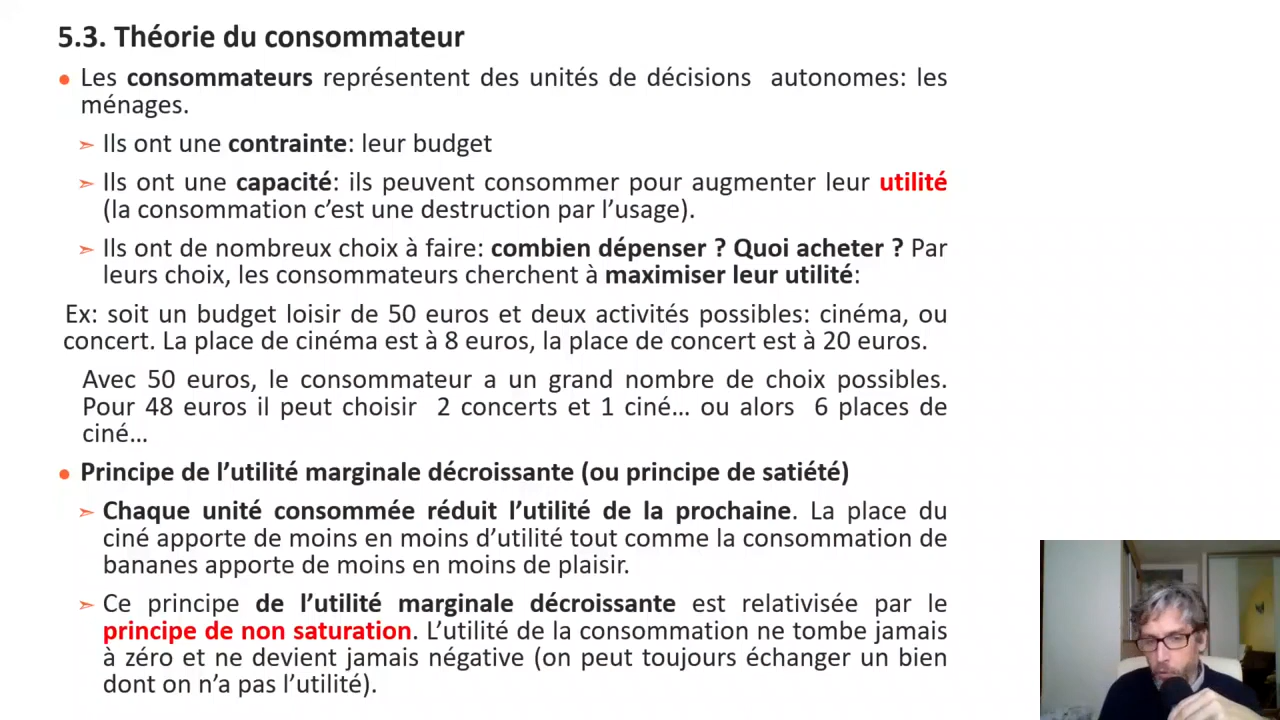 5.3. Théorie du consommateur
● Les consommateurs représentent des unités de décisions autonomes: les
ménages.
➣ Ils ont une contrainte: leur budget
➣ Ils ont une capacité: ils peuvent consommer pour augmenter leur utilité
(la consommation c’est une destruction par l’usage).
➣ Ils ont de nombreux choix à faire: combien dépenser ? Quoi acheter ? Par
leurs choix, les consommateurs cherchent à maximiser leur utilité:
Ex: soit un budget loisir de 50 euros et deux activités possibles: cinéma, ou
concert. La place de cinéma est à 8 euros, la place de concert est à 20 euros.
Avec 50 euros, le consommateur a un grand nombre de choix possibles.
Pour 48 euros il peut choisir 2 concerts et 1 ciné… ou alors 6 places de
ciné…
● Principe de l’utilité marginale décroissante (ou principe de satiété)
➣ Chaque unité consommée réduit l’utilité de la prochaine. La place du
ciné apporte de moins en moins d’utilité tout comme la consommation de
bananes apporte de moins en moins de plaisir.
➣ Ce principe de l’utilité marginale décroissante est relativisée par le
principe de non saturation. L’utilité de la consommation ne tombe jamais
à zéro et ne devient jamais négative (on peut toujours échanger un bien
dont on n’a pas l’utilité).